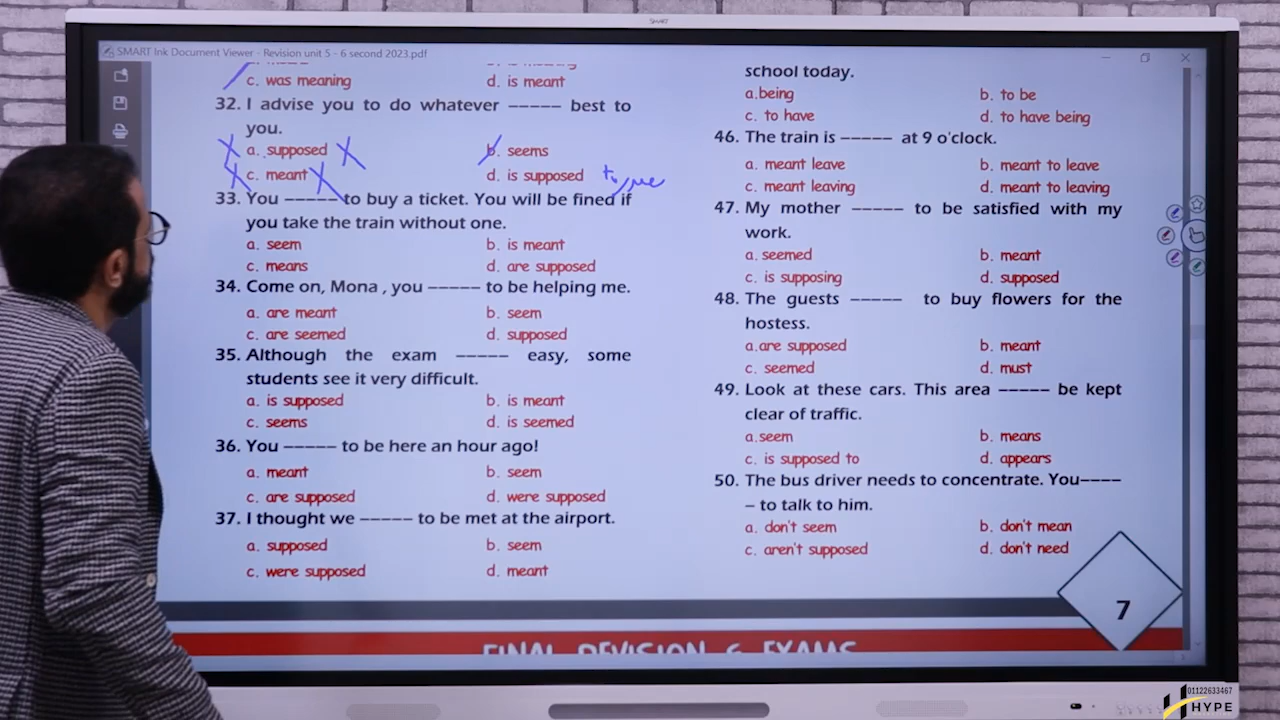 SMART
SMART Ink Document Viewer - Revision unit 5 - 6 second 2023.pdf
c. was meaning d. is meant
32. I advise you to do whatever ----- best to
you.
a. supposed b. seems
c. meant d. is supposed to
33. You ----- to buy a ticket. You will be fined if
you take the train without one.
a. seem b. is meant
c. means d. are supposed
34. Come on, Mona , you ----- to be helping me.
a. are meant b. seem
c. are seemed d. supposed
35. Although the exam ----- easy, some
students see it very difficult.
a. is supposed b. is meant
c. seems d. is seemed
36. You ----- to be here an hour ago!
a. meant b. seem
c. are supposed d. were supposed
37. I thought we ----- to be met at the airport.
a. supposed b. seem
c. were supposed d. meant
school today.
a.being b. to be
c. to have d. to have being
46. The train is ----- at 9 o'clock.
a. meant leave b. meant to leave
c. meant leaving d. meant to leaving
47. My mother ----- to be satisfied with my
work.
a. seemed b. meant
c. is supposing d. supposed
48. The guests ----- to buy flowers for the
hostess.
a.are supposed b. meant
c. seemed d. must
49. Look at these cars. This area ----- be kept
clear of traffic.
a.seem b. means
c. is supposed to d. appears
50. The bus driver needs to concentrate. You----
- to talk to him.
a. don't seem b. don't mean
c. aren't supposed d. don't need
7
FINAL REVISION & EXAMS
01122633467
HYPE